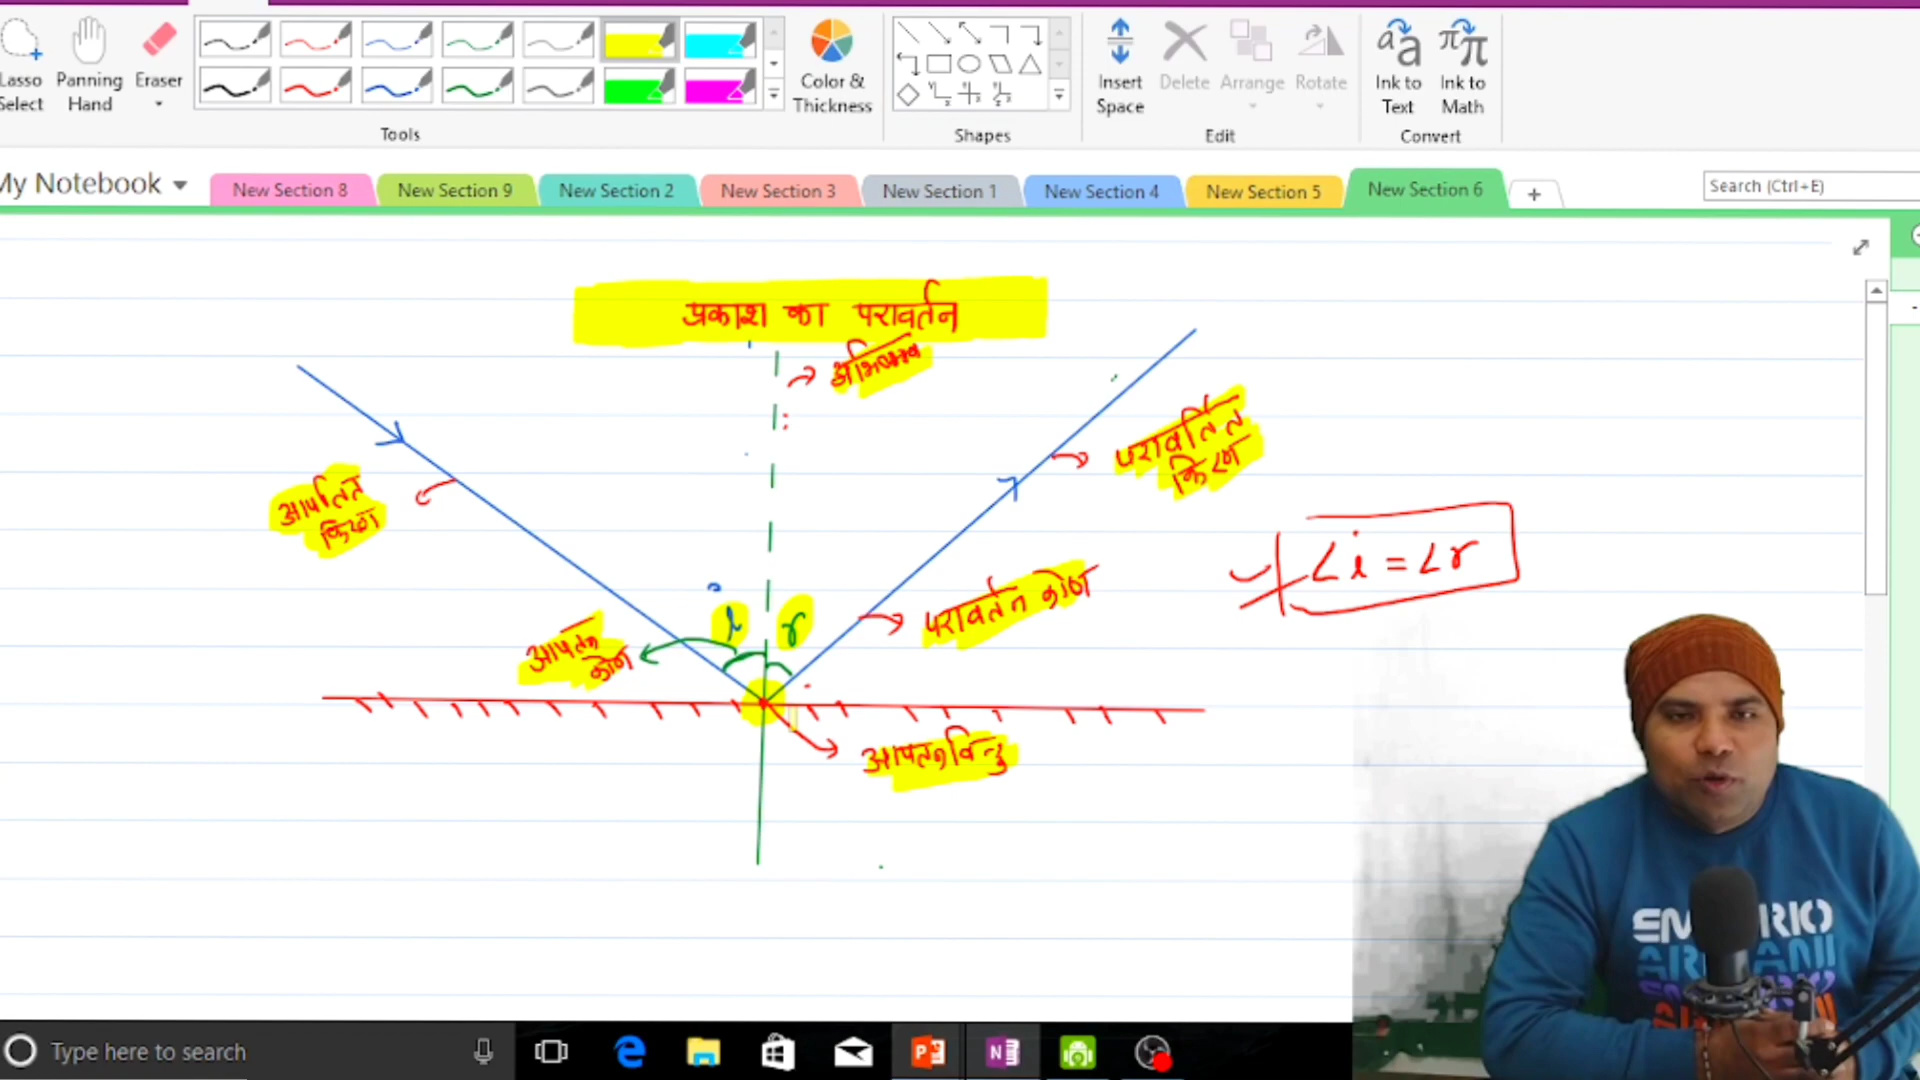 Lasso
Select
Panning
Hand
Eraser
Color &
Thickness
Insert
Space
Delete
Arrange
Rotate
Ink to
Text
Ink to
Math
Tools
Shapes
Edit
Convert
My Notebook
New Section 8
New Section 9
New Section 2
New Section 3
New Section 1
New Section 4
New Section 5
New Section 6
+
Search (Ctrl+E)
प्रकाश का परावर्तन
परावर्तित
किरण
आपतित
किरण
∠i = ∠r
i
r
परावर्तन कोण
आपतन
कोण
आपतन बिन्दु
Type here to search